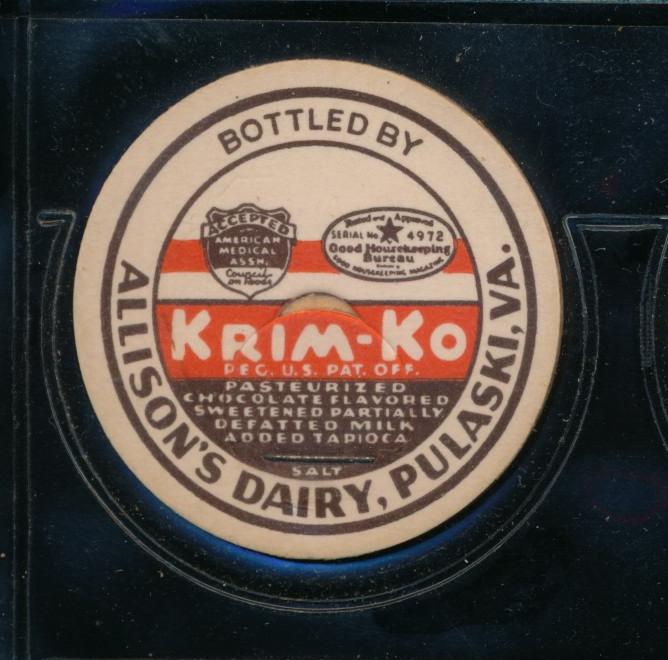 BOTTLED BY
ACCEPTED
AMERICAN
MEDICAL
ASSN.
Council
on Foods
Tested and Approved
SERIAL No. 4972
Good Housekeeping
Bureau
GOOD HOUSEKEEPING MAGAZINE
KRIM-KO
REG. U.S. PAT. OFF.
PASTEURIZED
CHOCOLATE FLAVORED
SWEETENED PARTIALLY
DEFATTED MILK
ADDED TAPIOCA
SALT
ALLISON'S DAIRY, PULASKI, VA.